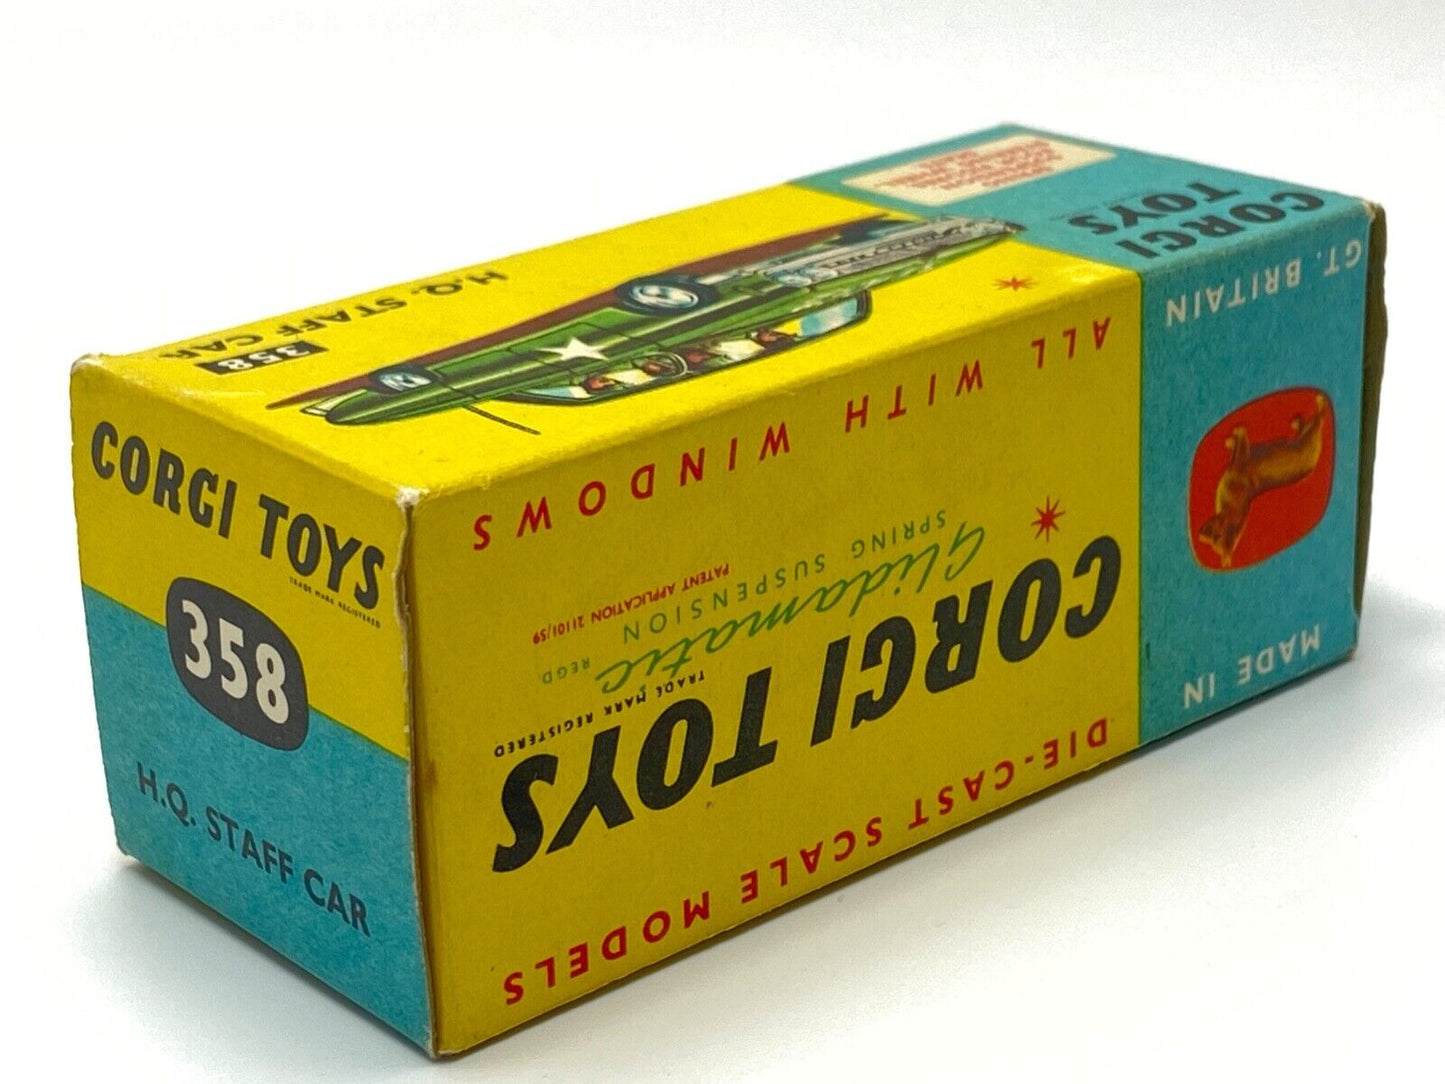 CORGI TOYS
TRADE MARK REGISTERED
358
H.Q. STAFF CAR
H.Q. STAFF CAR
358
CORGI
TOYS
DIE-CAST SCALE MODELS
CORGI TOYS
TRADE MARK REGISTERED
Glidamatic REGD
SPRING SUSPENSION
PATENT APPLICATION 21101/59
ALL WITH WINDOWS
MADE IN
GT. BRITAIN